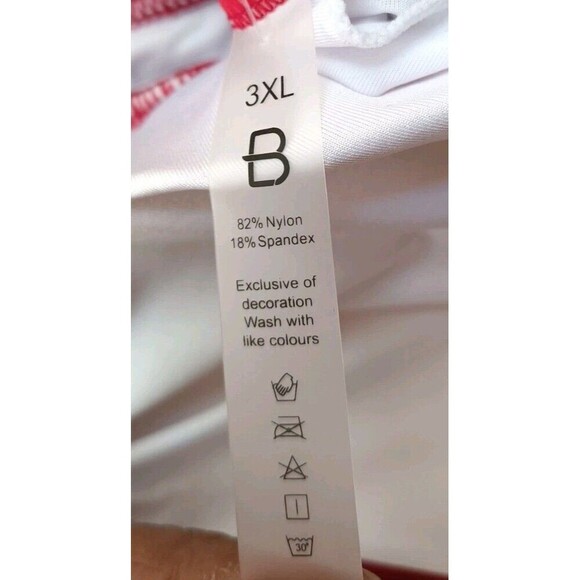 3XL
B
82% Nylon
18% Spandex
Exclusive of
decoration
Wash with
like colours
30°